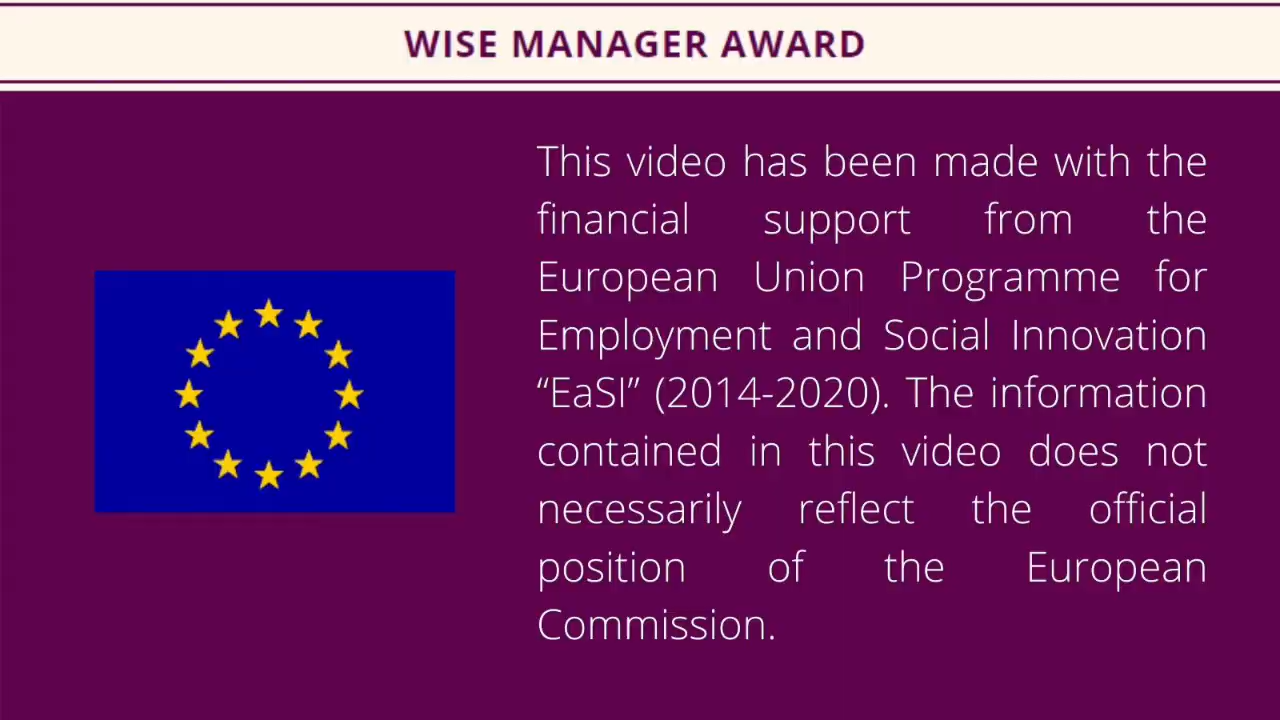 WISE MANAGER AWARD
This video has been made with the
financial support from the
European Union Programme for
Employment and Social Innovation
“EaSI” (2014-2020). The information
contained in this video does not
necessarily reflect the official
position of the European
Commission.